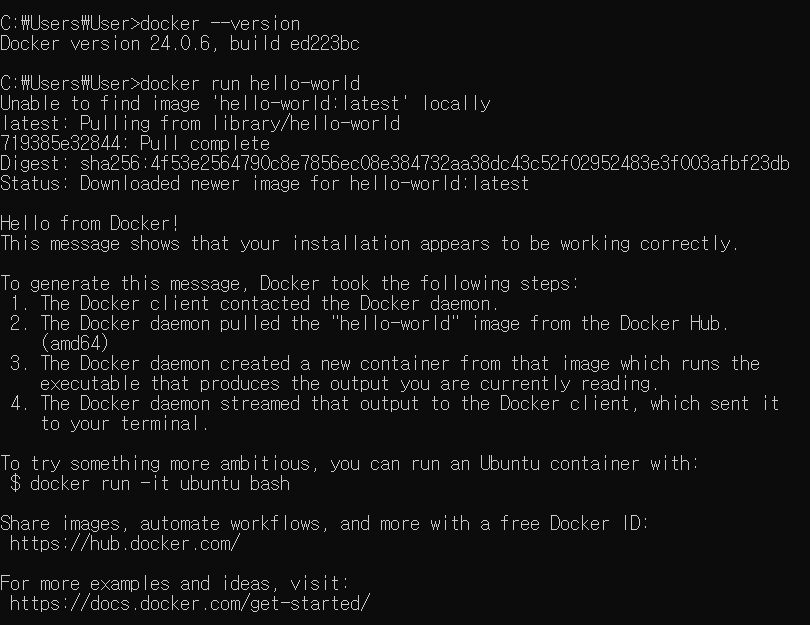 C:₩Users₩User>docker --version
Docker version 24.0.6, build ed223bc
C:₩Users₩User>docker run hello-world
Unable to find image 'hello-world:latest' locally
latest: Pulling from library/hello-world
719385e32844: Pull complete
Digest: sha256:4f53e2564790c8e7856ec08e384732aa38dc43c52f02952483e3f003afbf23db
Status: Downloaded newer image for hello-world:latest
Hello from Docker!
This message shows that your installation appears to be working correctly.
To generate this message, Docker took the following steps:
1. The Docker client contacted the Docker daemon.
2. The Docker daemon pulled the "hello-world" image from the Docker Hub.
(amd64)
3. The Docker daemon created a new container from that image which runs the
executable that produces the output you are currently reading.
4. The Docker daemon streamed that output to the Docker client, which sent it
to your terminal.
To try something more ambitious, you can run an Ubuntu container with:
$ docker run -it ubuntu bash
Share images, automate workflows, and more with a free Docker ID:
https://hub.docker.com/
For more examples and ideas, visit:
https://docs.docker.com/get-started/